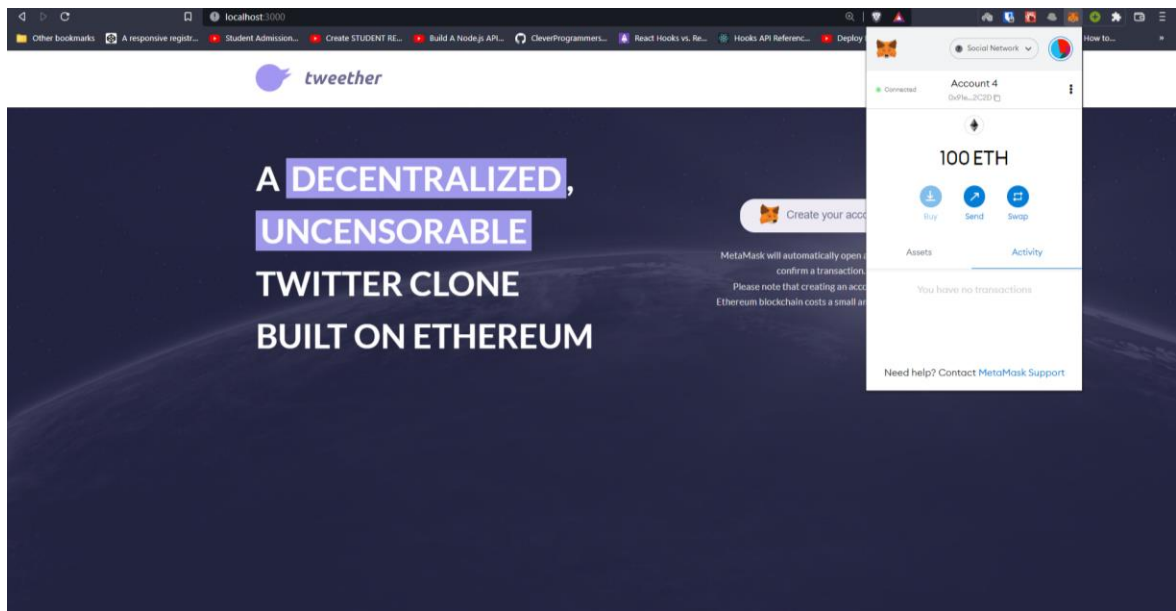 localhost:3000
Other bookmarks
A responsive registr...
Student Admission...
Create STUDENT RE...
Build A Node.js API...
CleverProgrammers...
React Hooks vs. Re...
Hooks API Referenc...
Deploy
How to...
tweether
A DECENTRALIZED,
UNCENSORABLE
TWITTER CLONE
BUILT ON ETHEREUM
Create your acco
MetaMask will automatically open a
confirm a transaction.
Please note that creating an acco
Ethereum blockchain costs a small a
Social Network
Connected
Account 4
0x91e...2C2D
100 ETH
Buy
Send
Swap
Assets
Activity
You have no transactions
Need help? Contact MetaMask Support